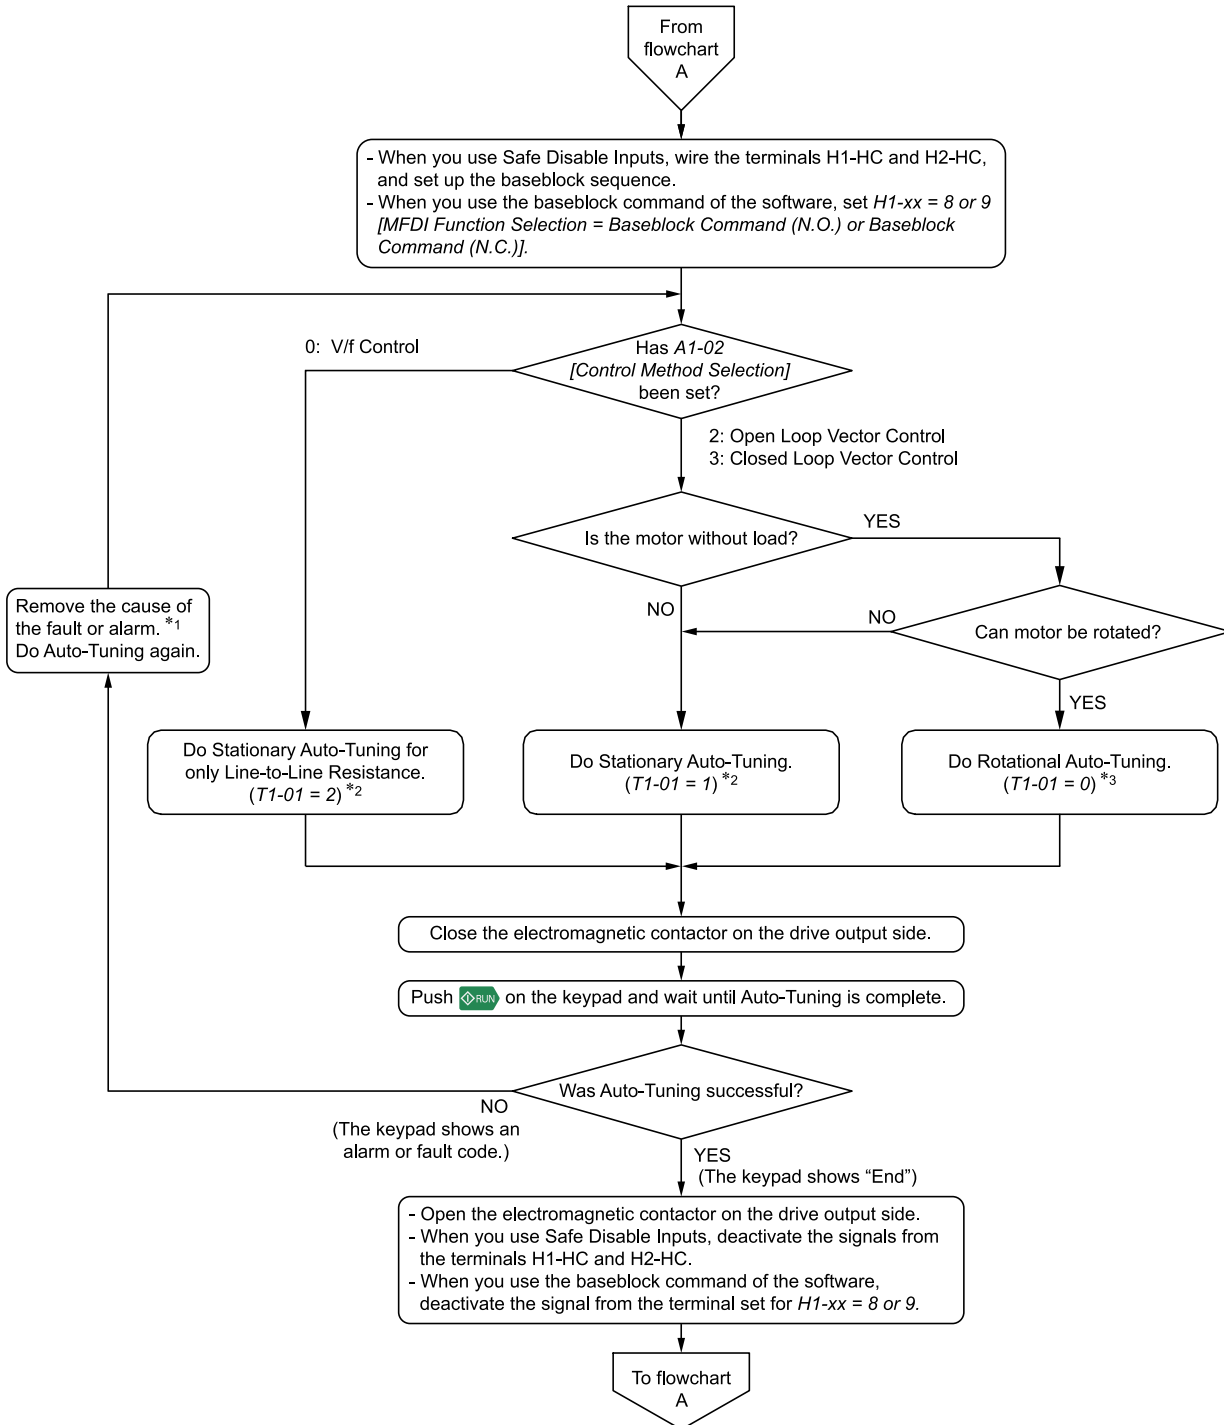 From
flowchart
A
- When you use Safe Disable Inputs, wire the terminals H1-HC and H2-HC,
and set up the baseblock sequence.
- When you use the baseblock command of the software, set H1-xx = 8 or 9
[MFDI Function Selection = Baseblock Command (N.O.) or Baseblock
Command (N.C.)].
0: V/f Control
Has A1-02
[Control Method Selection]
been set?
2: Open Loop Vector Control
3: Closed Loop Vector Control
Is the motor without load?
YES
NO
NO
Can motor be rotated?
YES
Remove the cause of
the fault or alarm. *1
Do Auto-Tuning again.
Do Stationary Auto-Tuning for
only Line-to-Line Resistance.
(T1-01 = 2) *2
Do Stationary Auto-Tuning.
(T1-01 = 1) *2
Do Rotational Auto-Tuning.
(T1-01 = 0) *3
Close the electromagnetic contactor on the drive output side.
Push RUN on the keypad and wait until Auto-Tuning is complete.
Was Auto-Tuning successful?
NO
(The keypad shows an
alarm or fault code.)
YES
(The keypad shows “End”)
- Open the electromagnetic contactor on the drive output side.
- When you use Safe Disable Inputs, deactivate the signals from
the terminals H1-HC and H2-HC.
- When you use the baseblock command of the software,
deactivate the signal from the terminal set for H1-xx = 8 or 9.
To flowchart
A